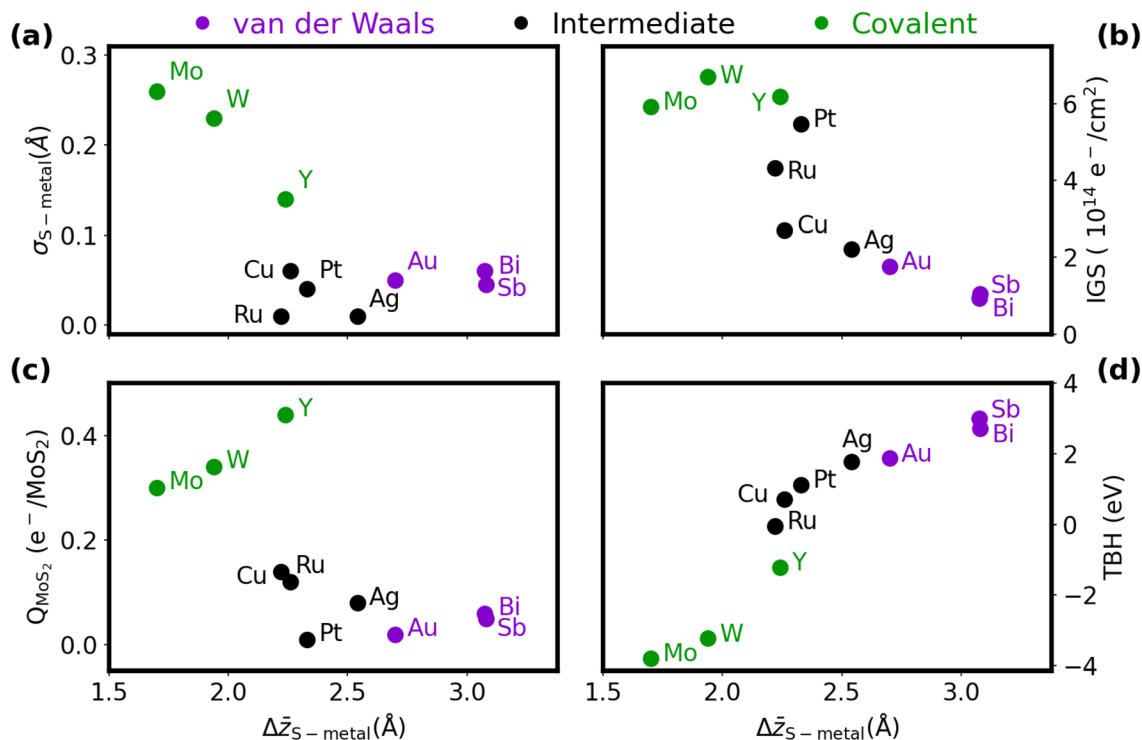 van der Waals Intermediate Covalent
(a)
0.3
0.2
0.1
0.0
σS−metal(Å)
Mo
W
Y
Cu
Pt
Au
Bi
Sb
Ru
Ag
(b)
6
4
2
0
IGS ( 10^14 e−/cm^2)
W
Mo
Y
Pt
Ru
Cu
Ag
Au
Sb
Bi
(c)
0.4
0.2
0.0
QMoS2 (e−/MoS2)
Y
W
Mo
Cu
Ru
Ag
Pt
Au
Bi
Sb
1.5 2.0 2.5 3.0
Δz̄S−metal(Å)
(d)
4
2
0
−2
−4
TBH (eV)
Sb
Bi
Ag
Au
Pt
Cu
Ru
Y
W
Mo
1.5 2.0 2.5 3.0
Δz̄S−metal(Å)